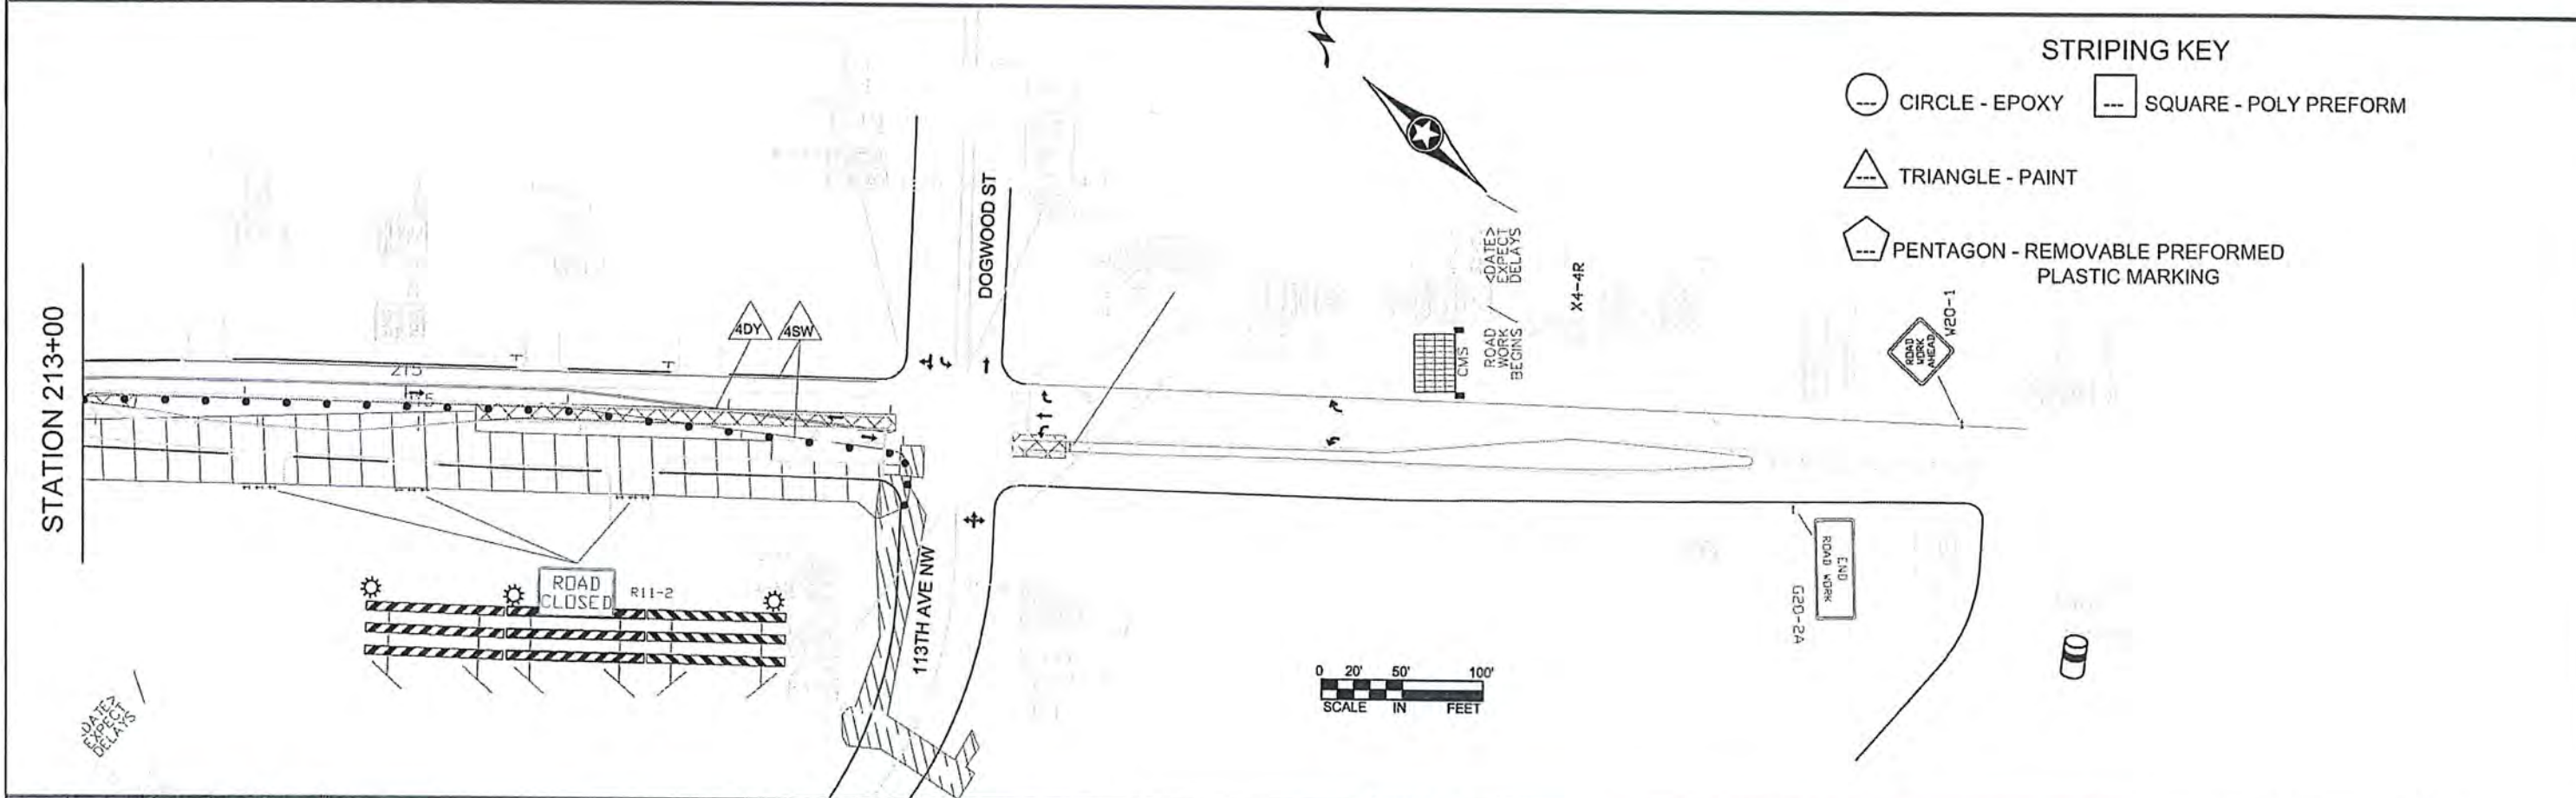 STRIPING KEY
--- CIRCLE - EPOXY
--- SQUARE - POLY PREFORM
--- TRIANGLE - PAINT
--- PENTAGON - REMOVABLE PREFORMED
PLASTIC MARKING
STATION 213+00
DOGWOOD ST
4DY
4SW
215
<DATE>
EXPECT
DELAYS
ROAD
WORK
BEGINS
CMS
X4-4R
ROAD
WORK
AHEAD
W20-1
ROAD
CLOSED
R11-2
113TH AVE NW
END
ROAD WORK
G20-2A
0 20' 50' 100'
SCALE IN FEET
<DATE>
EXPECT
DELAYS